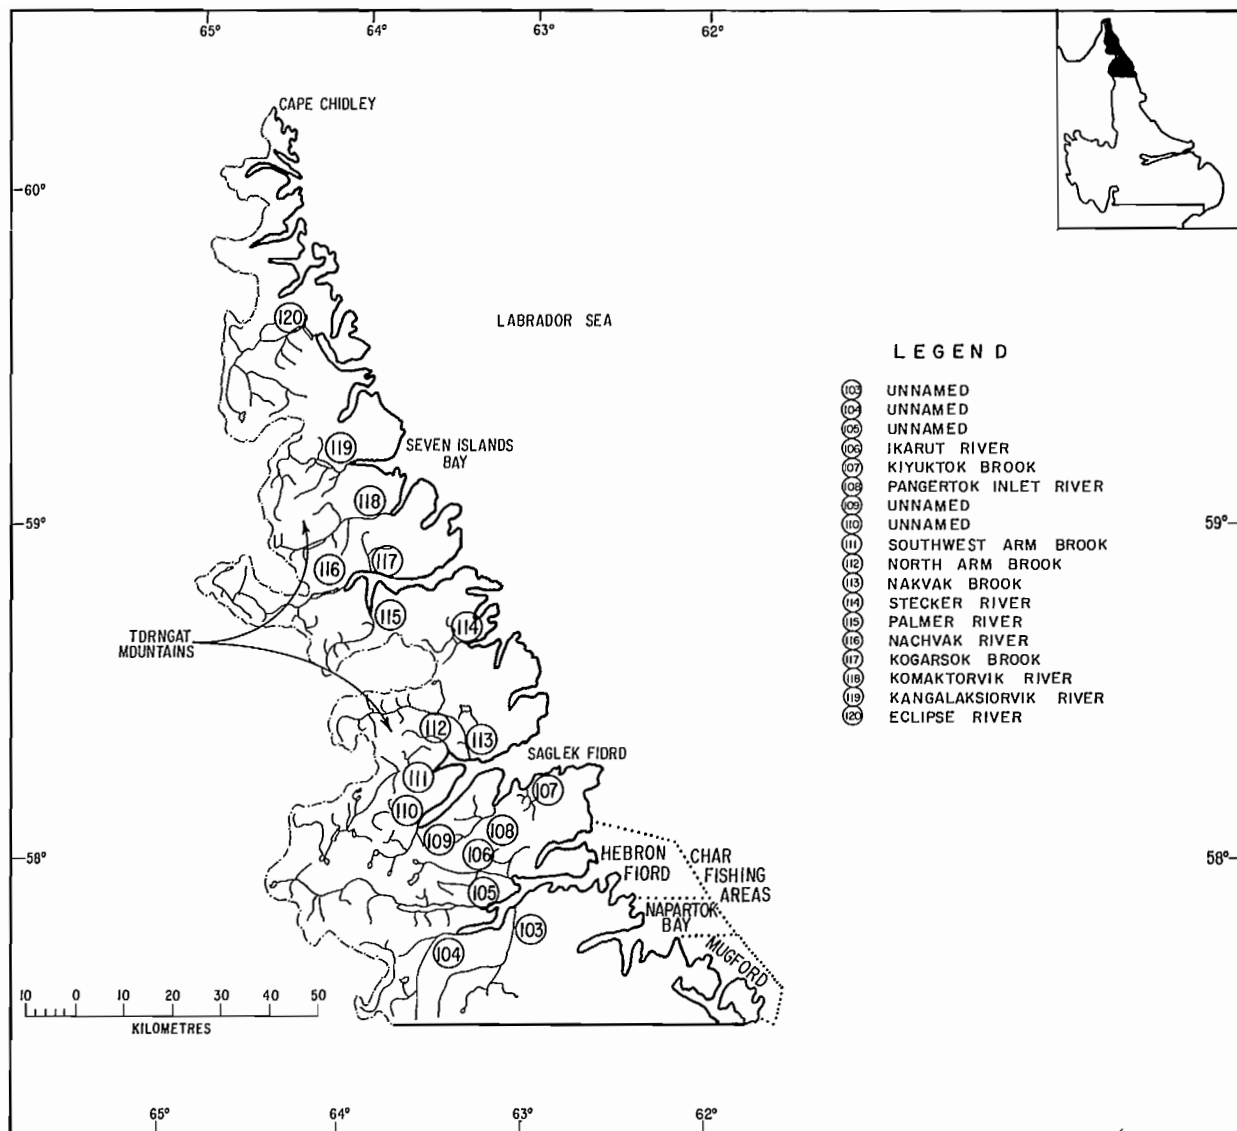 65° 64° 63° 62°
CAPE CHIDLEY
60°
120
LABRADOR SEA
LEGEND
103 UNNAMED
104 UNNAMED
105 UNNAMED
106 IKARUT RIVER
107 KIYUKTOK BROOK
108 PANGERTOK INLET RIVER
109 UNNAMED
110 UNNAMED
111 SOUTHWEST ARM BROOK
112 NORTH ARM BROOK
113 NAKVAK BROOK
114 STECKER RIVER
115 PALMER RIVER
116 NACHVAK RIVER
117 KOGARSOK BROOK
118 KOMAKTORVIK RIVER
119 KANGALAKSIORVIK RIVER
120 ECLIPSE RIVER
119
SEVEN ISLANDS
BAY
118
59° 59°
117
116
115
114
TORNGAT
MOUNTAINS
112
113
SAGLEK FIORD
111
107
110
109
108
106
58° 58°
HEBRON
FIORD
CHAR
FISHING
AREAS
105
NAPARTOK
BAY
103
104
MUGFORD
10 0 10 20 30 40 50
KILOMETRES
65° 64° 63° 62°